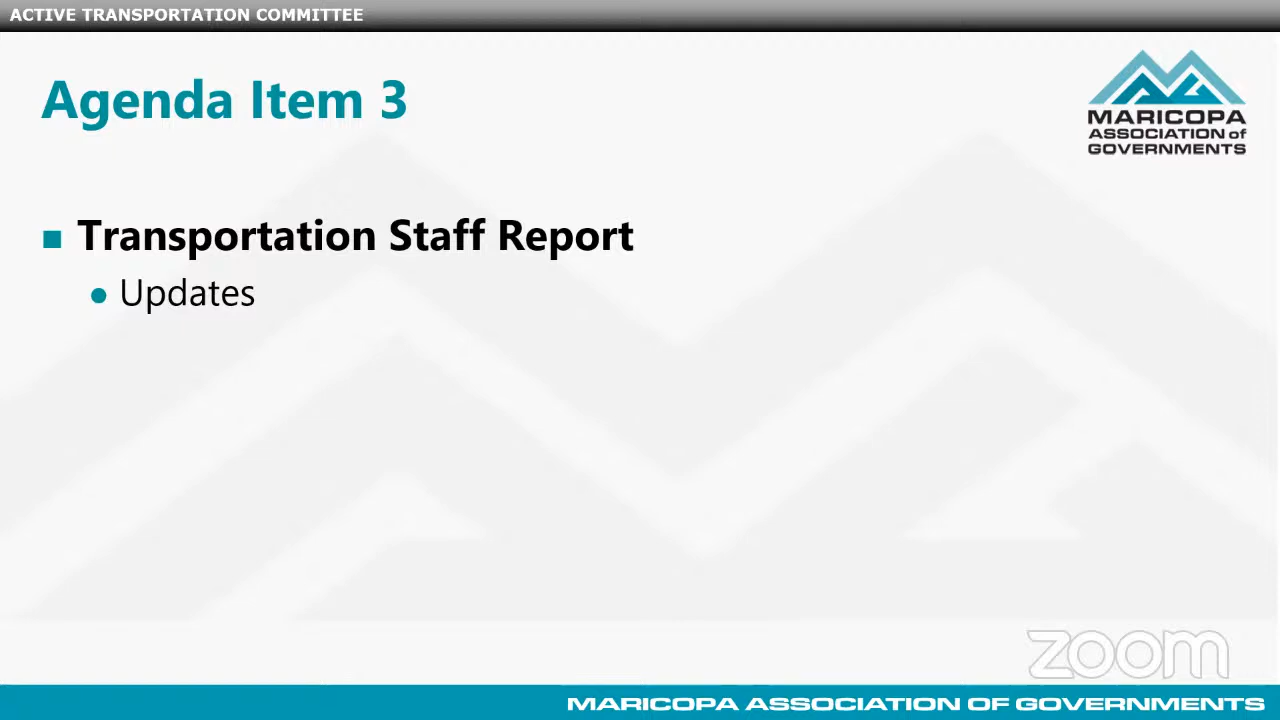 ACTIVE TRANSPORTATION COMMITTEE
Agenda Item 3
MARICOPA
ASSOCIATION of
GOVERNMENTS
Transportation Staff Report
Updates
zoom
MARICOPA ASSOCIATION OF GOVERNMENTS